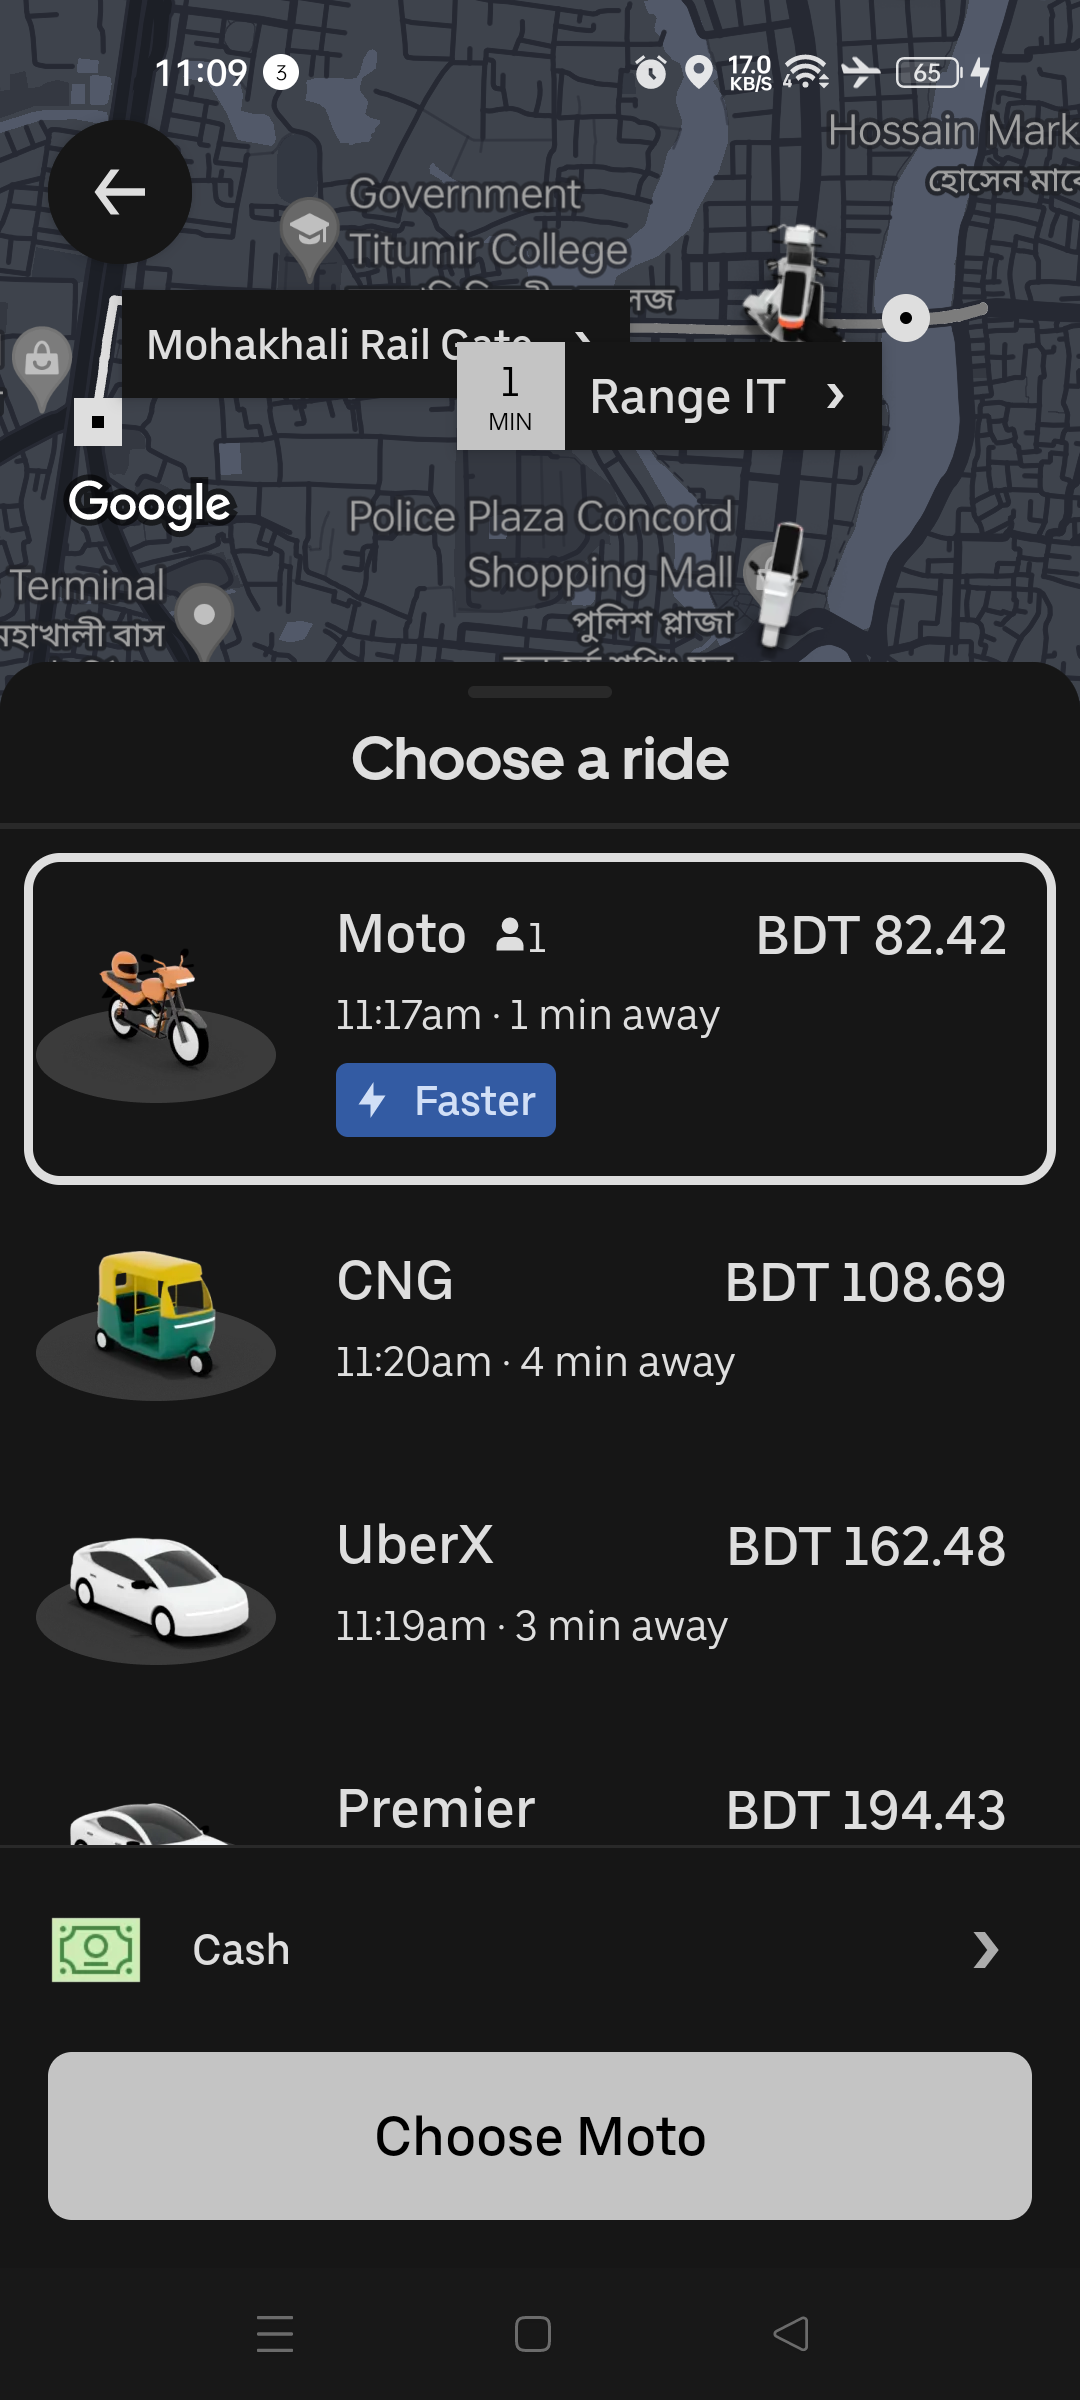 11:09 3 17.0 KB/S 4 65
Hossain Mark
হোসেন মার্কে
Government
Titumir College
Mohakhali Rail Gate
1 MIN Range IT
Google
Police Plaza Concord
Shopping Mall
পুলিশ প্লাজা
Terminal
মহাখালী বাস
Choose a ride
Moto 1 BDT 82.42
11:17am · 1 min away
Faster
CNG BDT 108.69
11:20am · 4 min away
UberX BDT 162.48
11:19am · 3 min away
Premier BDT 194.43
Cash
Choose Moto